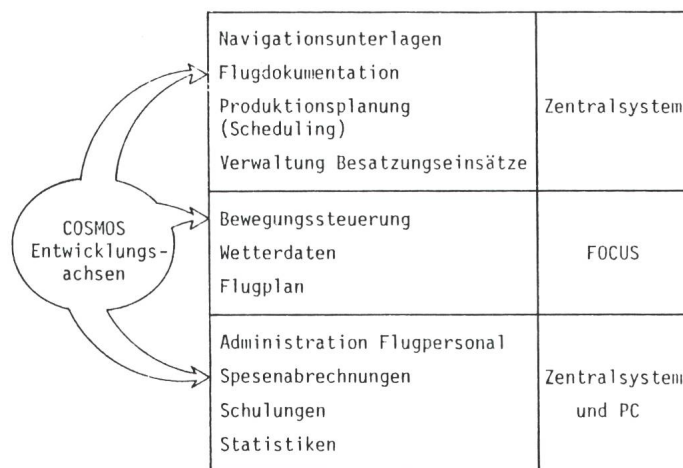 COSMOS
Entwicklungs-
achsen
Navigationsunterlagen
Flugdokumentation
Produktionsplanung
(Scheduling)
Verwaltung Besatzungseinsätze
Zentralsystem
Bewegungssteuerung
Wetterdaten
Flugplan
FOCUS
Administration Flugpersonal
Spesenabrechnungen
Schulungen
Statistiken
Zentralsystem
und PC